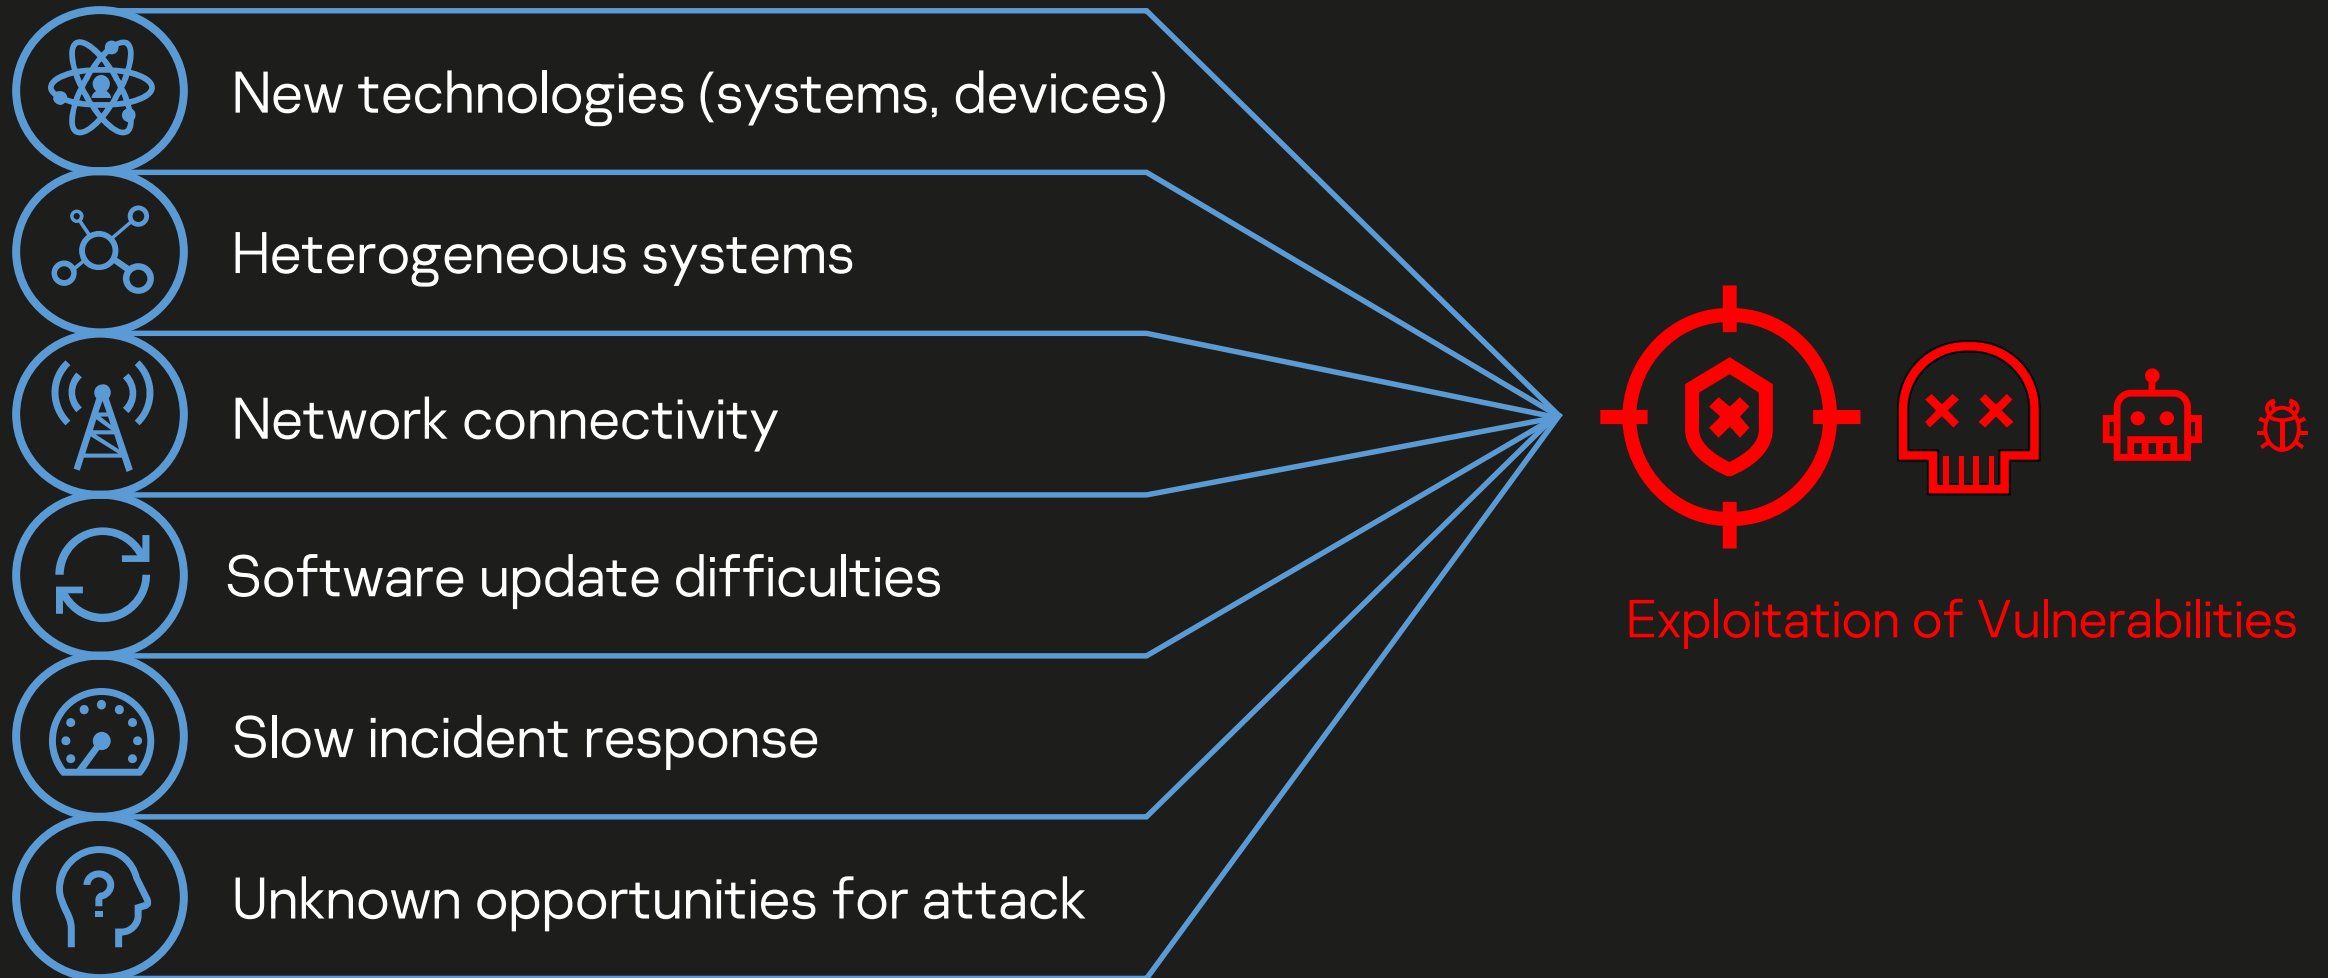 New technologies (systems, devices)
Heterogeneous systems
Network connectivity
Software update difficulties
Slow incident response
Unknown opportunities for attack
Exploitation of Vulnerabilities